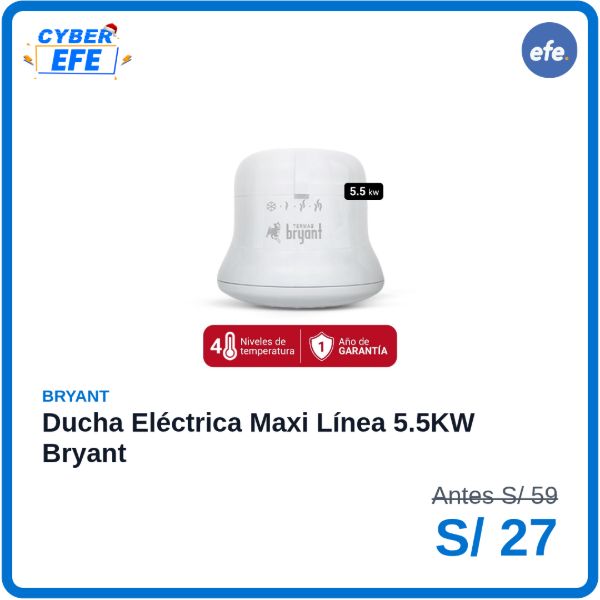 CYBER
EFE
efe.
5.5 kw
TERMAS
bryant
4 Niveles de
temperatura
1 Año de
GARANTÍA
BRYANT
Ducha Eléctrica Maxi Línea 5.5KW
Bryant
Antes S/ 59
S/ 27